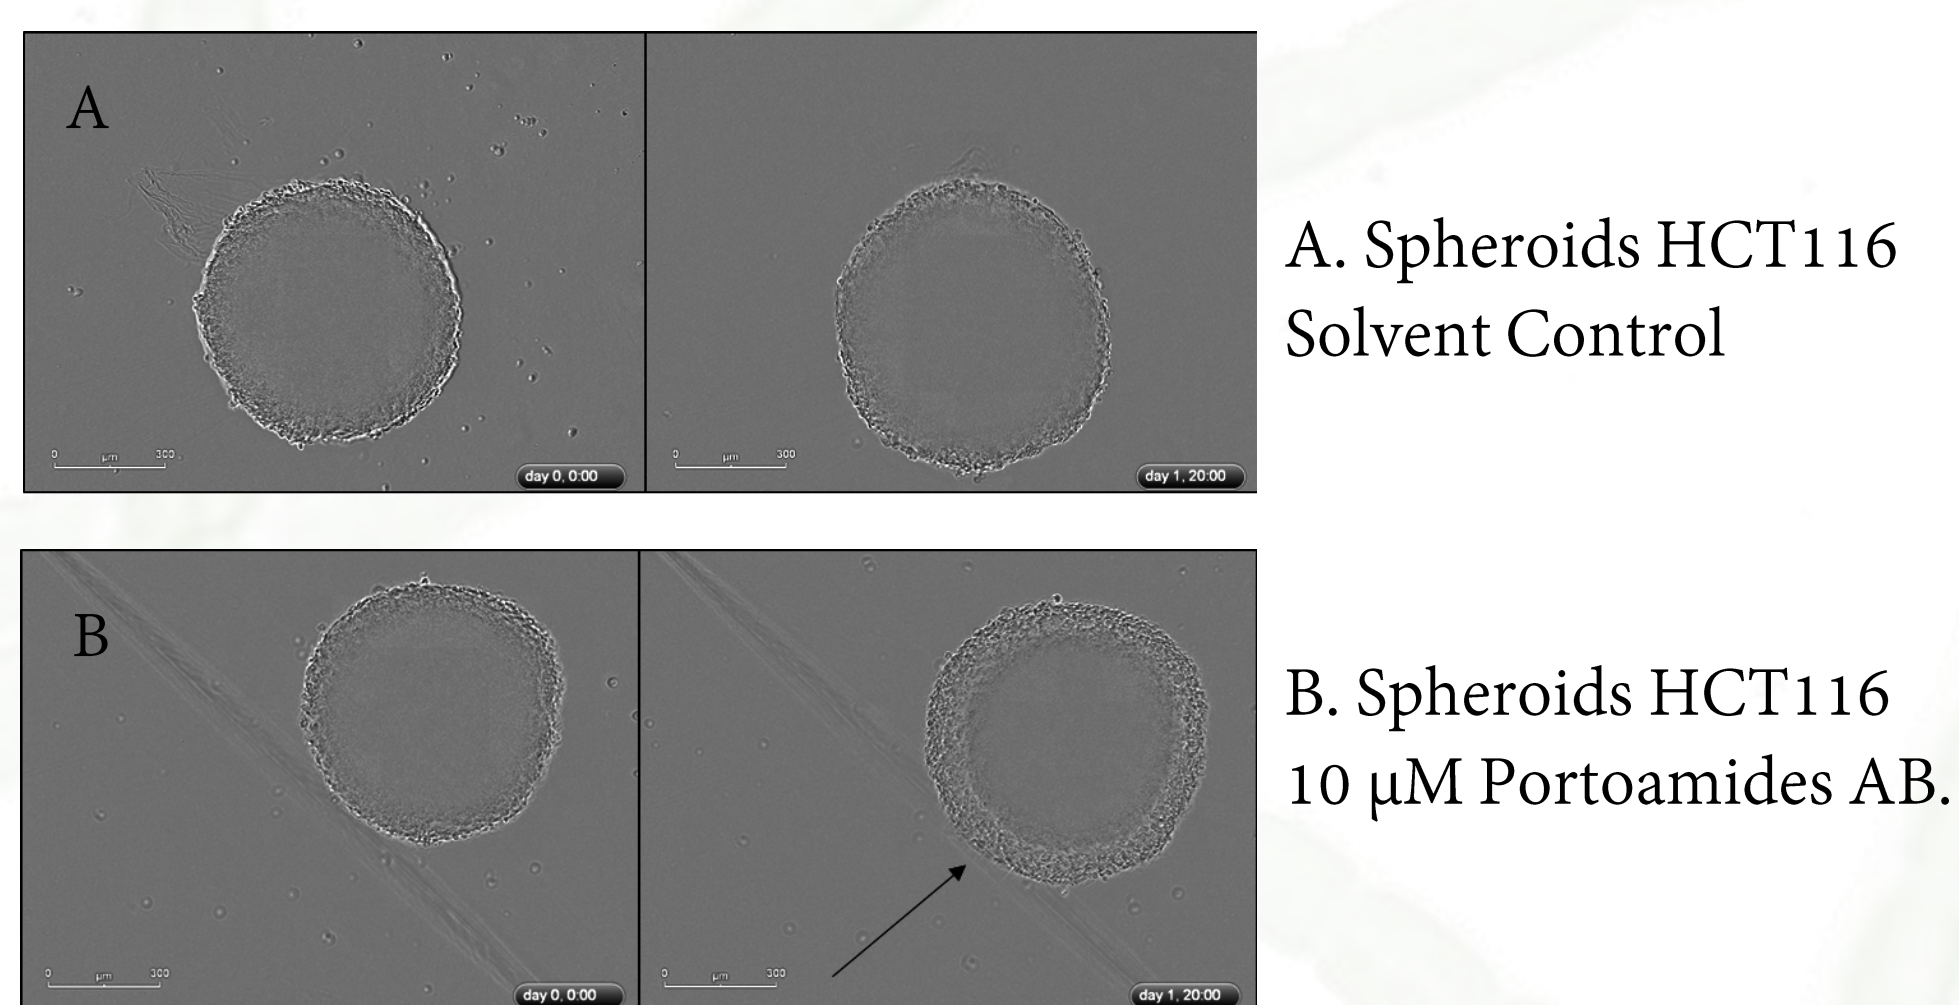 A
0 µm 300
day 0, 0:00
0 µm 300
day 1, 20:00
A. Spheroids HCT116
Solvent Control
B
0 µm 300
day 0, 0:00
0 µm 300
day 1, 20:00
B. Spheroids HCT116
10 µM Portoamides AB.